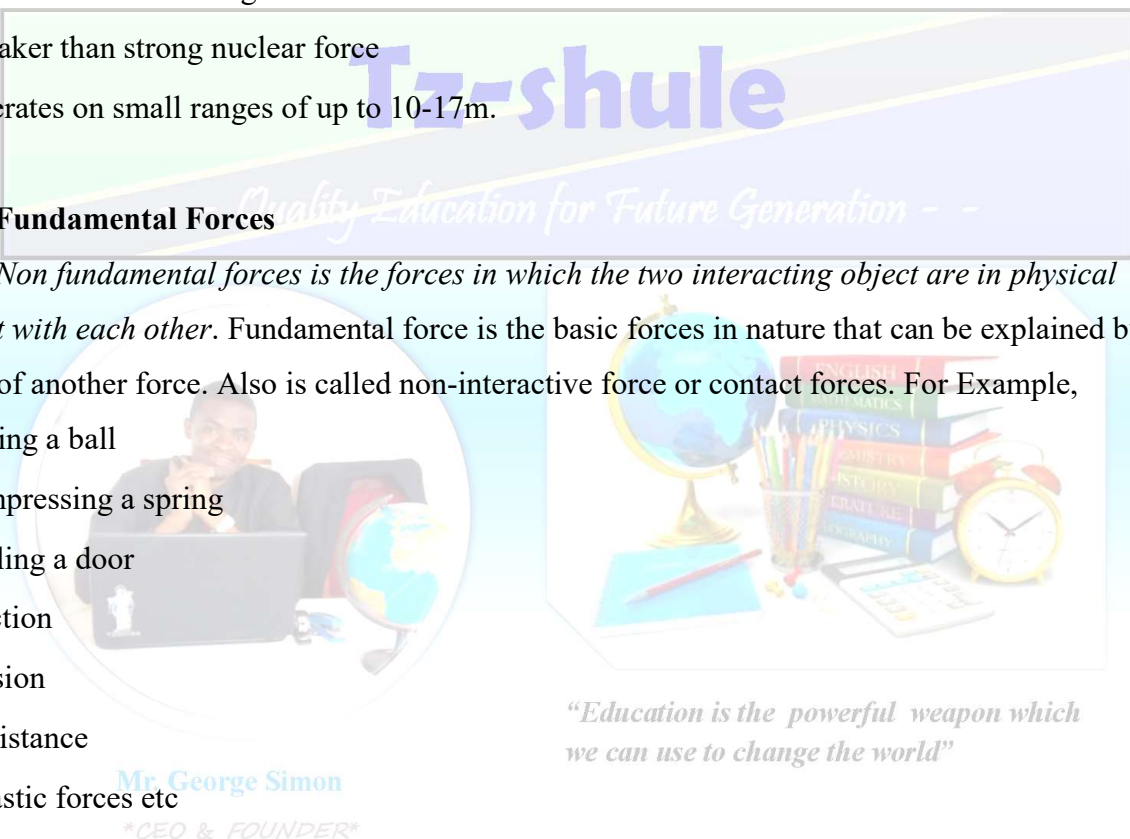 aker than strong nuclear force
Tz-shule
erates on small ranges of up to 10-17m.
- Quality Education for Future Generation - -
Fundamental Forces
Non fundamental forces is the forces in which the two interacting object are in physical
t with each other. Fundamental force is the basic forces in nature that can be explained b
of another force. Also is called non-interactive force or contact forces. For Example,
ENGLISH
MATHEMATICS
PHYSICS
ing a ball
mpressing a spring
ling a door
ction
sion
istance
"Education is the powerful weapon which
we can use to change the world"
Mr. George Simon
astic forces etc
*CEO & FOUNDER*